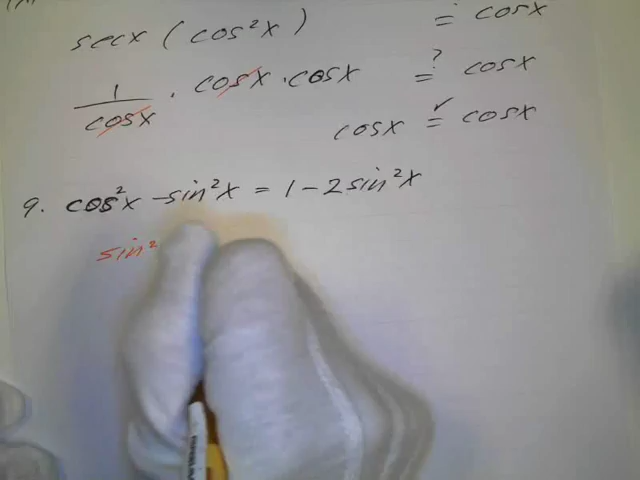 secx (cos²x) = cosx
1/cosx · cosx · cosx =? cosx
cosx =✓ cosx
9. cos²x - sin²x = 1 - 2sin²x
sin²